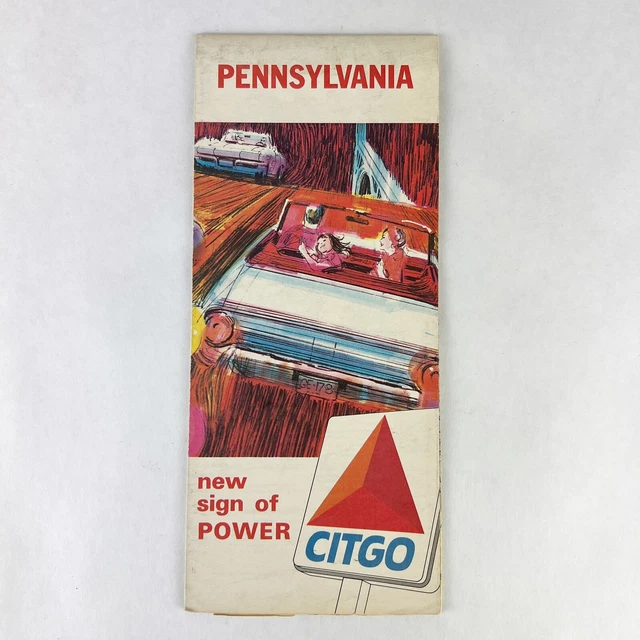 PENNSYLVANIA
new
sign of
POWER
CITGO